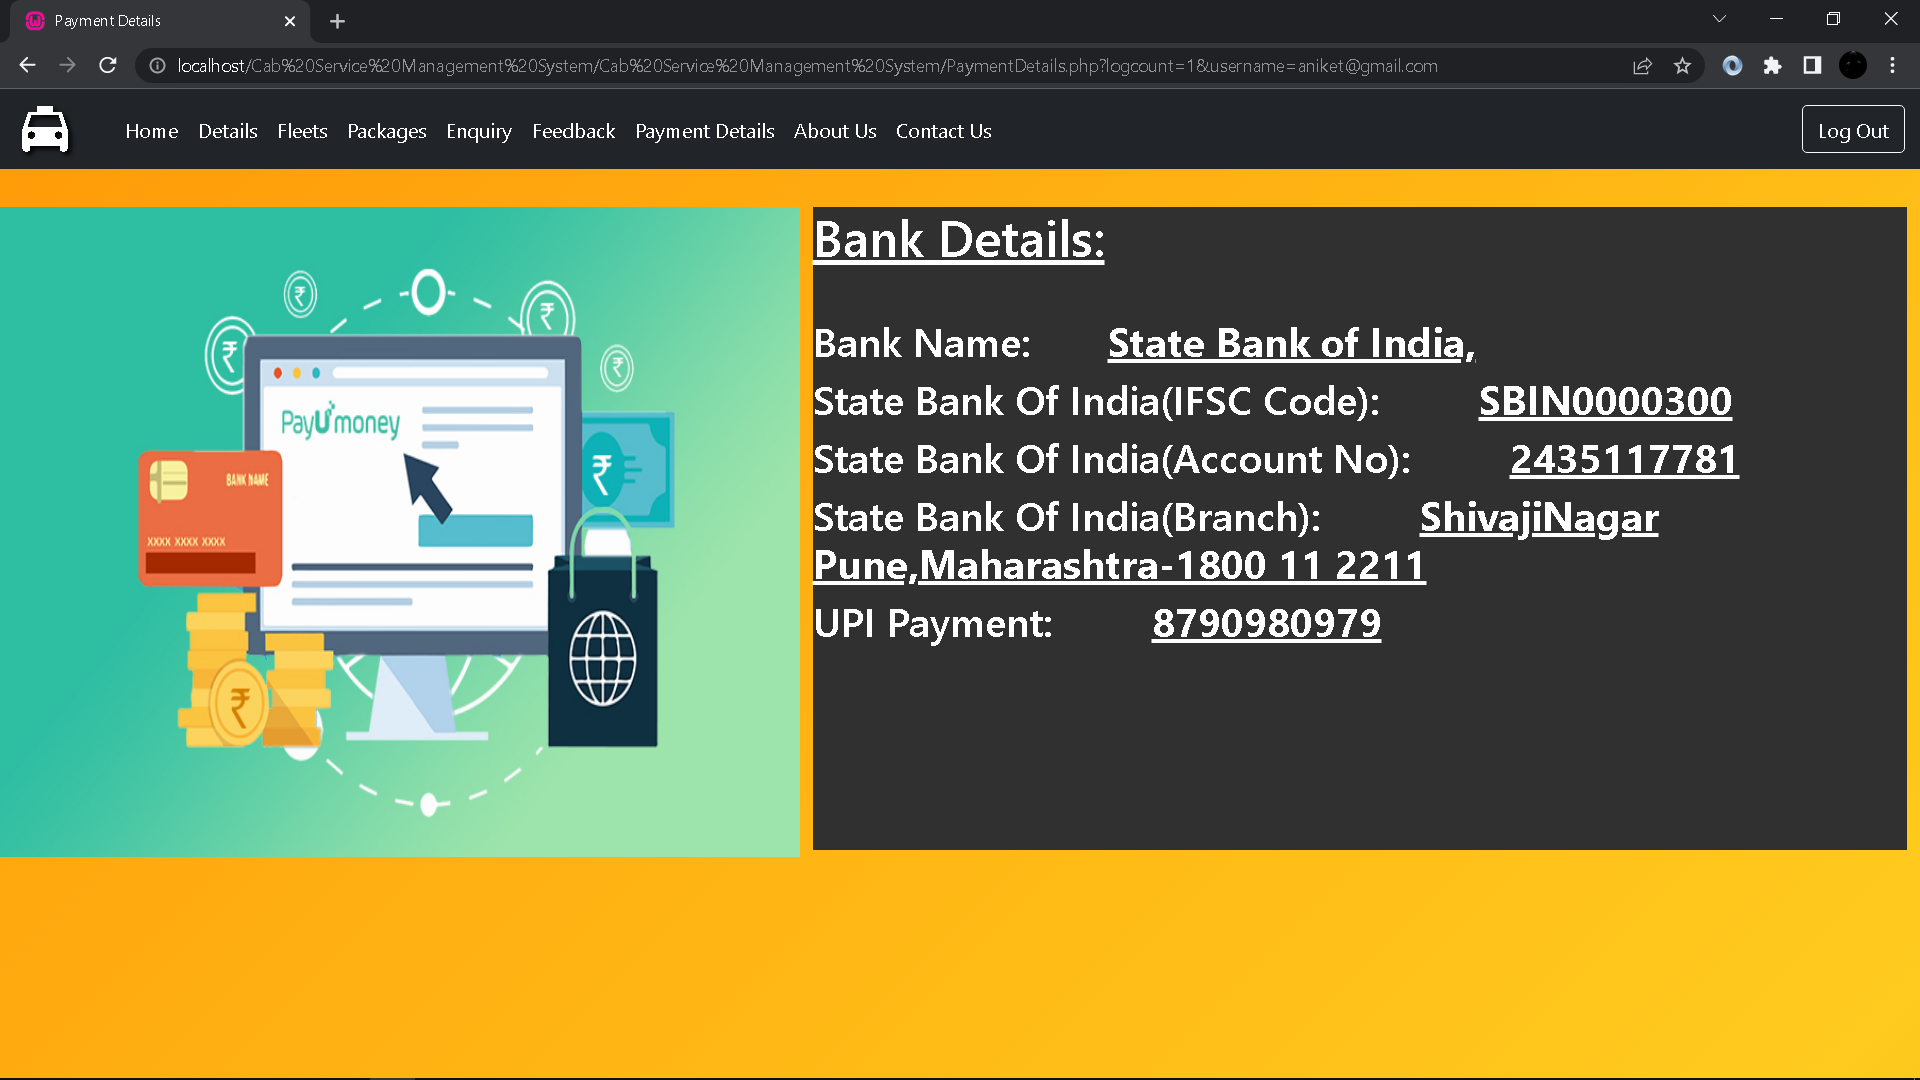 Payment Details
localhost/Cab%20Service%20Management%20System/Cab%20Service%20Management%20System/PaymentDetails.php?logcount=1&username=aniket@gmail.com
Home Details Fleets Packages Enquiry Feedback Payment Details About Us Contact Us Log Out
PayUmoney
BANK NAME
XXXX XXXX XXXX
Bank Details:
Bank Name: State Bank of India,
State Bank Of India(IFSC Code): SBIN0000300
State Bank Of India(Account No): 2435117781
State Bank Of India(Branch): ShivajiNagar
Pune,Maharashtra-1800 11 2211
UPI Payment: 8790980979